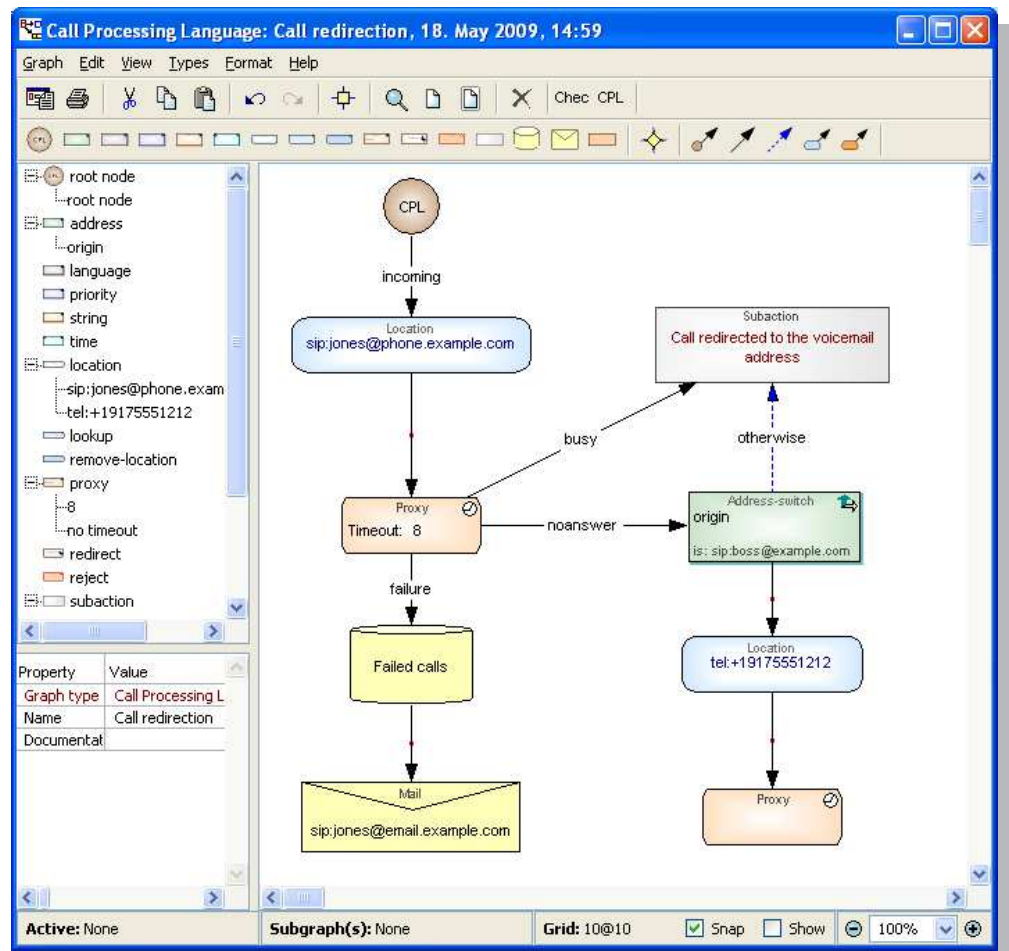 Call Processing Language: Call redirection, 18. May 2009, 14:59
Graph Edit View Types Format Help
Chec CPL
CPL
root node
root node
address
origin
language
priority
string
time
location
sip:jones@phone.exam
tel:+19175551212
lookup
remove-location
proxy
8
no timeout
redirect
reject
subaction
Property Value
Graph type Call Processing L
Name Call redirection
Documentat
CPL
incoming
Location
sip:jones@phone.example.com
Subaction
Call redirected to the voicemail
address
busy
otherwise
Proxy
Timeout: 8
noanswer
Address-switch
origin
is: sip:boss@example.com
failure
Failed calls
Location
tel:+19175551212
Mail
sip:jones@email.example.com
Proxy
Active: None Subgraph(s): None Grid: 10@10 Snap Show 100%